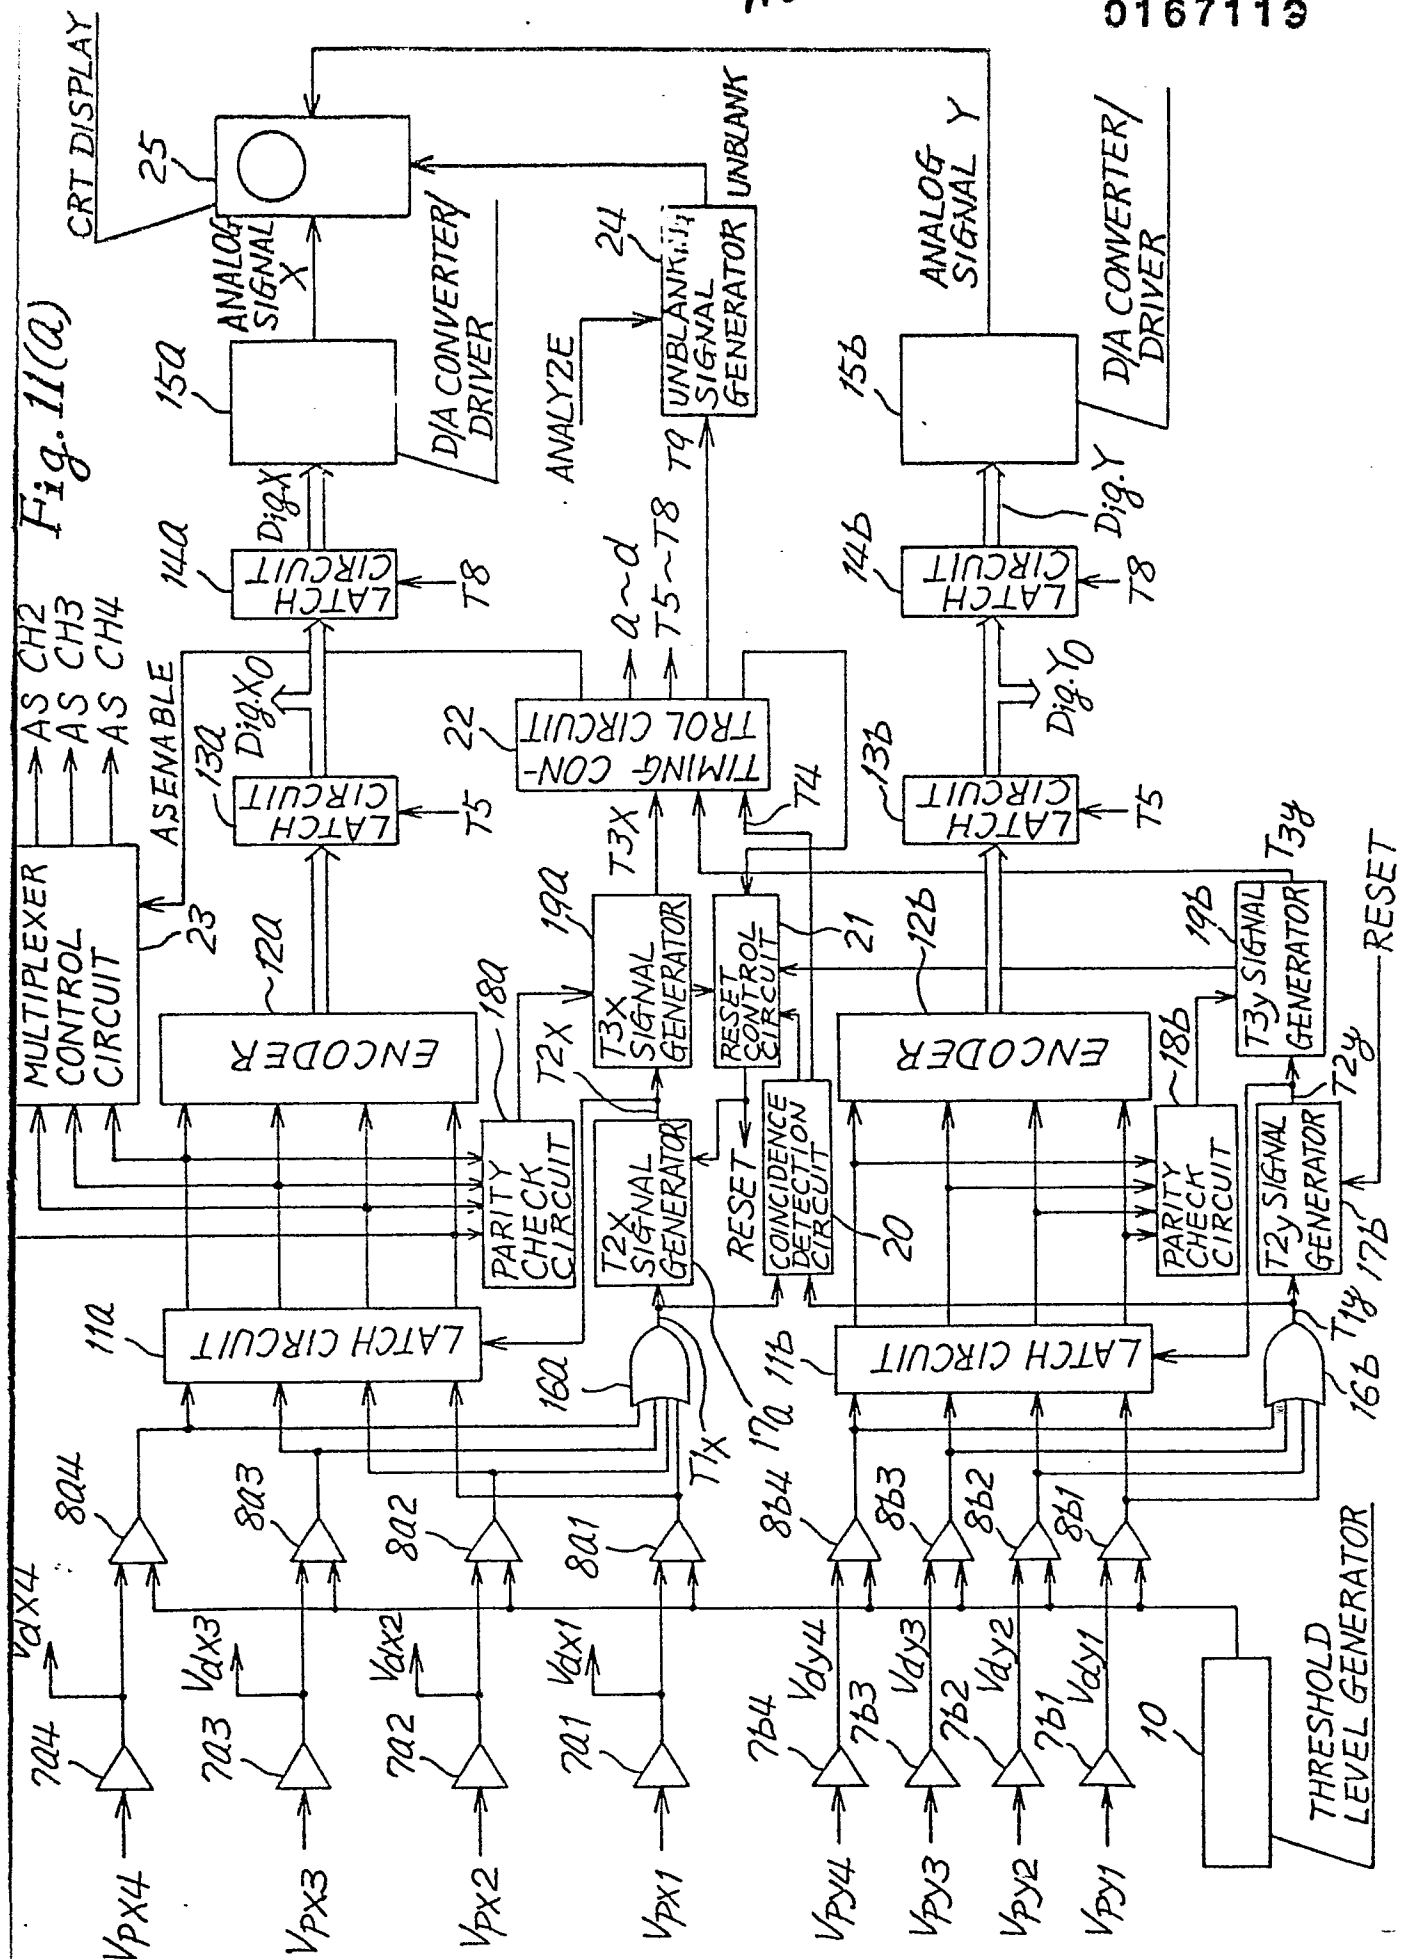 0167119
Fig. 11(a)
CRT DISPLAY
25
ANALOG
SIGNAL
X
15a
D/A CONVERTER/
DRIVER
Dig.X
14a
LATCH
CIRCUIT
T8
AS CH2
AS CH3
AS CH4
ASENABLE
Dig.X0
13a
LATCH
CIRCUIT
T5
MULTIPLEXER
CONTROL
CIRCUIT
23
12a
ENCODER
11a
LATCH CIRCUIT
18a
PARITY
CHECK
CIRCUIT
UNBLANK
24
SIGNAL
GENERATOR
ANALYZE
T9
a~d
T5~T8
22
TIMING CON-
TROL CIRCUIT
T4
T3X
19a
T3X
SIGNAL
GENERATOR
21
RESET
CONTROL
CIRCUIT
T2X
T2X
SIGNAL
GENERATOR
RESET
COINCIDENCE
DETECTION
CIRCUIT
20
16a
17a
T1X
ANALOG
SIGNAL Y
15b
D/A CONVERTER/
DRIVER
Dig.Y
14b
LATCH
CIRCUIT
T8
Dig.Y0
13b
LATCH
CIRCUIT
T5
12b
ENCODER
11b
LATCH CIRCUIT
18b
PARITY
CHECK
CIRCUIT
T3y
19b
T3y SIGNAL
GENERATOR
RESET
T2y
T2y SIGNAL
GENERATOR
17b
T1y
16b
8a4
8a3
8a2
8a1
8b4
8b3
8b2
8b1
Vdx4
Vdx3
Vdx2
Vdx1
Vdy4
Vdy3
Vdy2
Vdy1
7a4
7a3
7a2
7a1
7b4
7b3
7b2
7b1
VPX4
VPX3
VPX2
VPX1
VPy4
VPy3
VPy2
VPy1
10
THRESHOLD
LEVEL GENERATOR